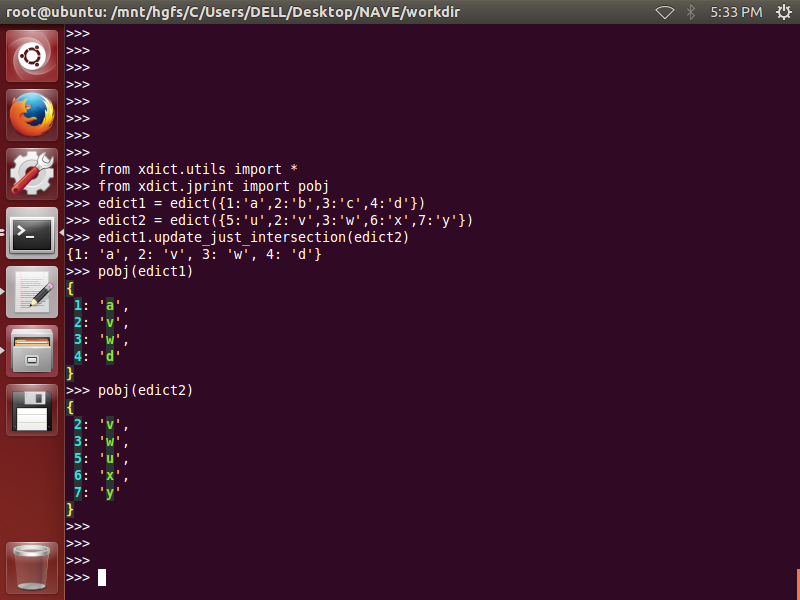 root@ubuntu: /mnt/hgfs/C/Users/DELL/Desktop/NAVE/workdir 5:33 PM
>>>
>>>
>>>
>>>
>>>
>>>
>>>
>>>
>>> from xdict.utils import *
>>> from xdict.jprint import pobj
>>> edict1 = edict({1:'a',2:'b',3:'c',4:'d'})
>>> edict2 = edict({5:'u',2:'v',3:'w',6:'x',7:'y'})
>>> edict1.update_just_intersection(edict2)
{1: 'a', 2: 'v', 3: 'w', 4: 'd'}
>>> pobj(edict1)
{
 1: 'a',
 2: 'v',
 3: 'w',
 4: 'd'
}
>>> pobj(edict2)
{
 2: 'v',
 3: 'w',
 5: 'u',
 6: 'x',
 7: 'y'
}
>>>
>>>
>>>
>>>